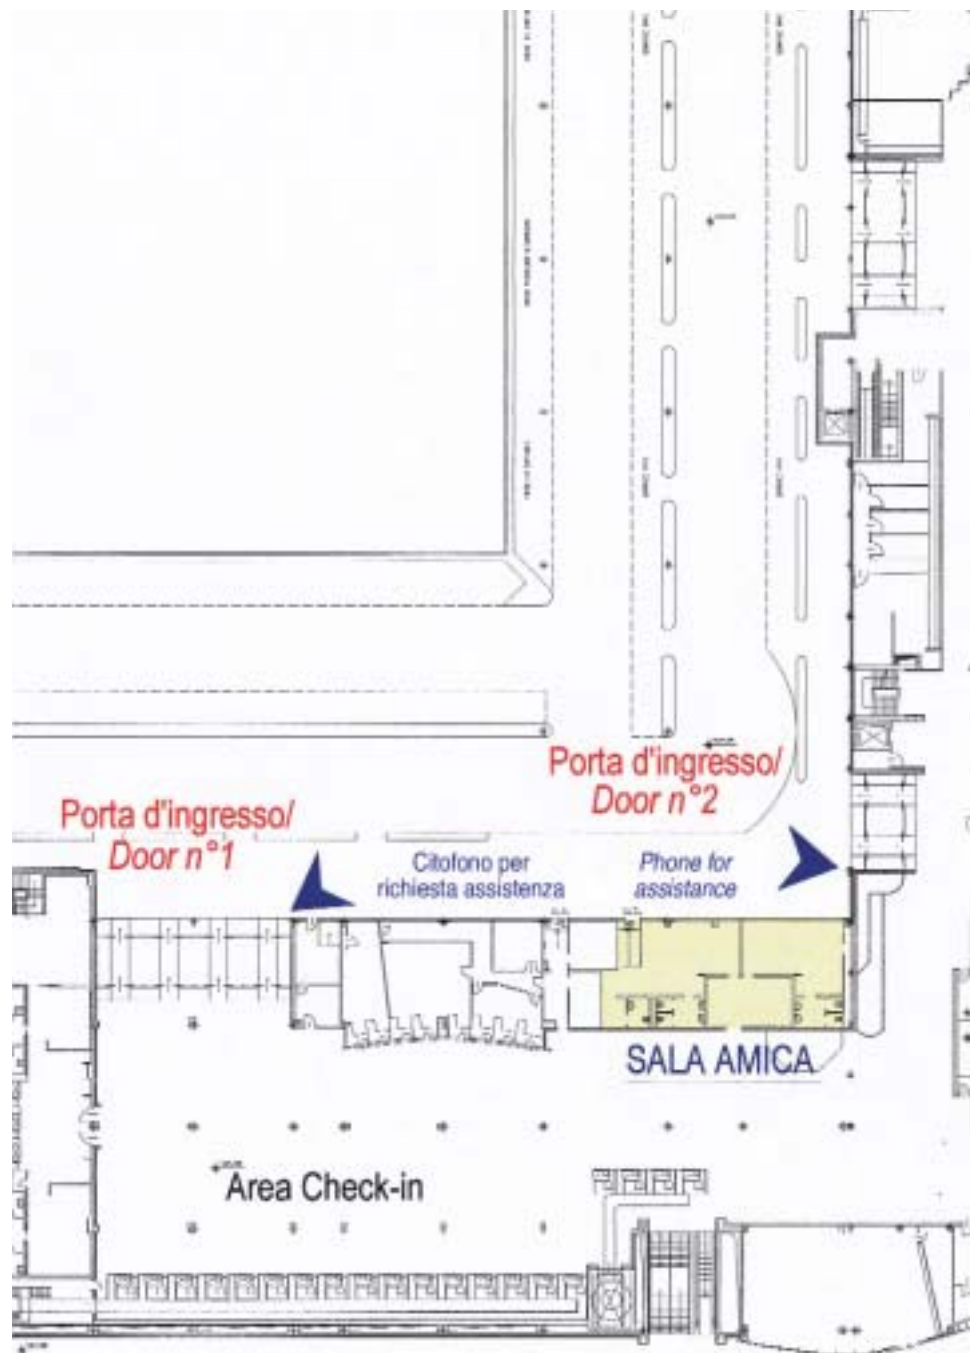 Porta d'ingresso/
Door n°2
Porta d'ingresso/
Door n°1
Citofono per
richiesta assistenza
Phone for
assistance
SALA AMICA
Area Check-in